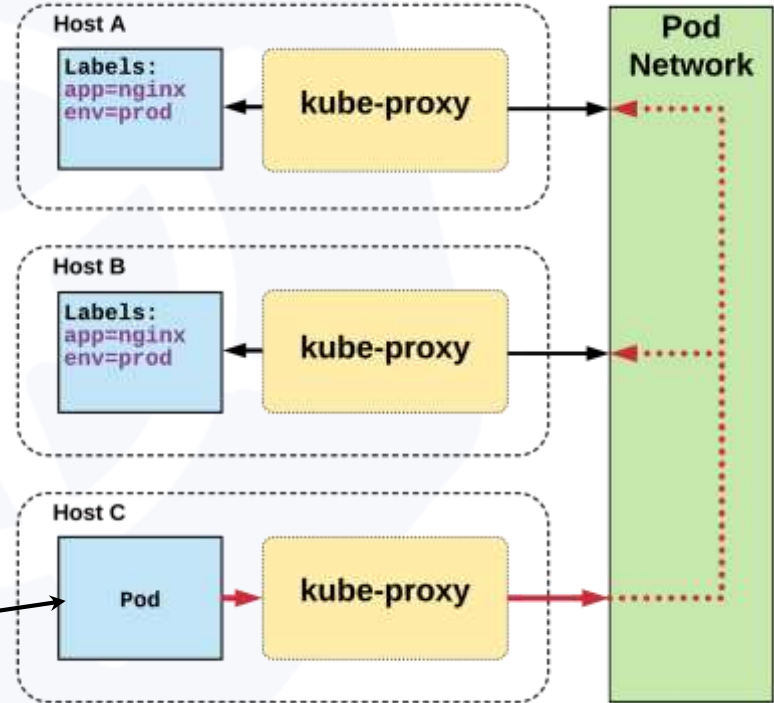 Host A
Labels:
app=nginx
env=prod
kube-proxy
Pod
Network
Host B
Labels:
app=nginx
env=prod
kube-proxy
Host C
Pod
kube-proxy